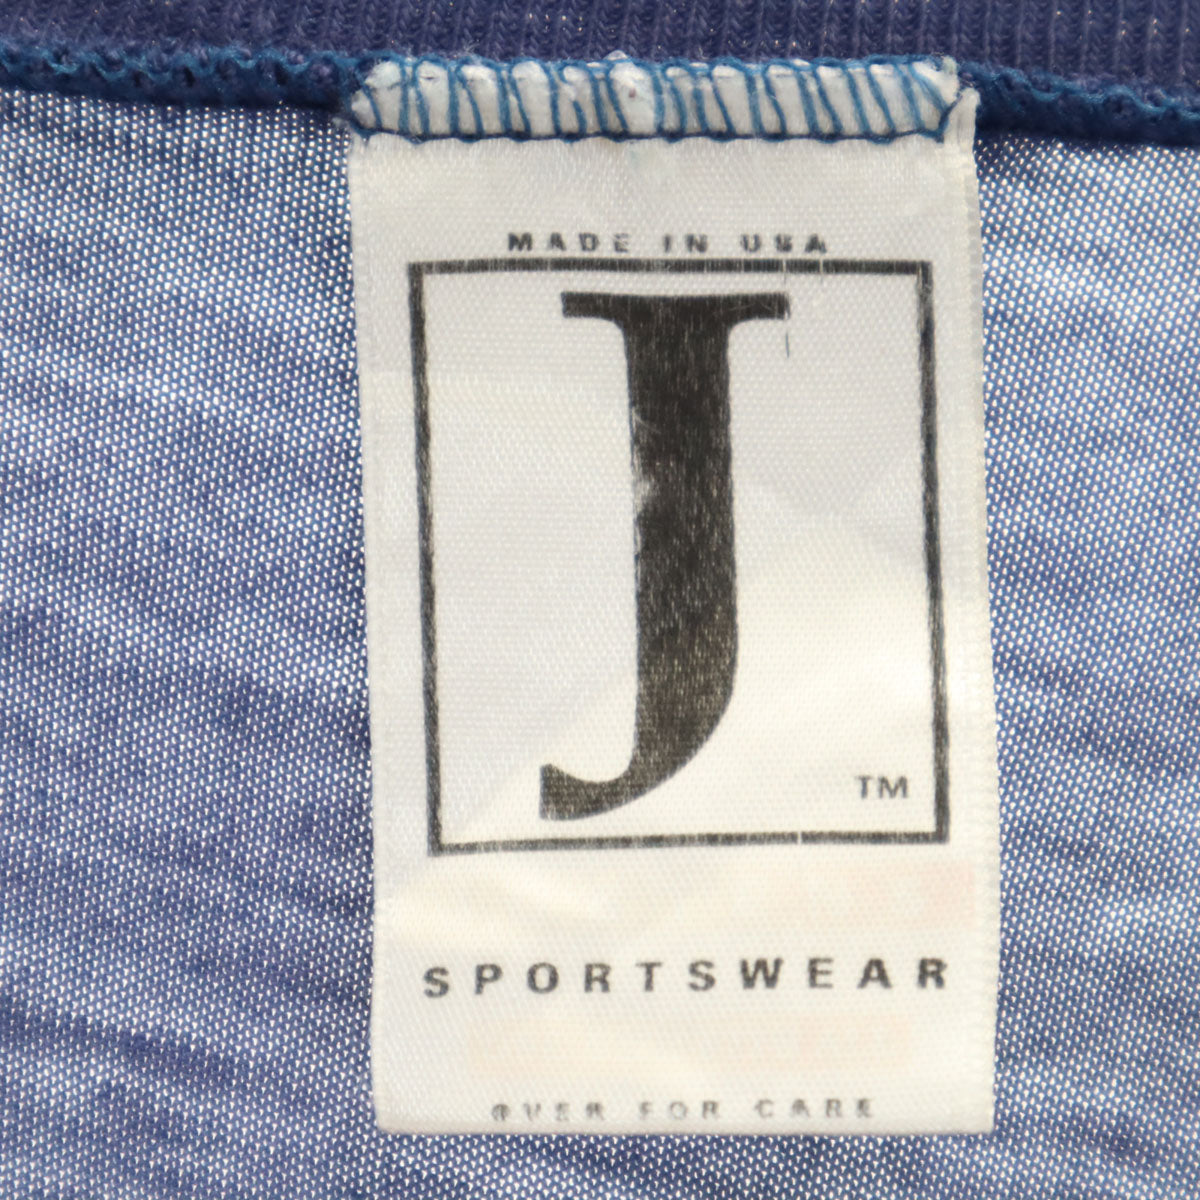 MADE IN USA
J
TM
SPORTSWEAR
OVER FOR CARE